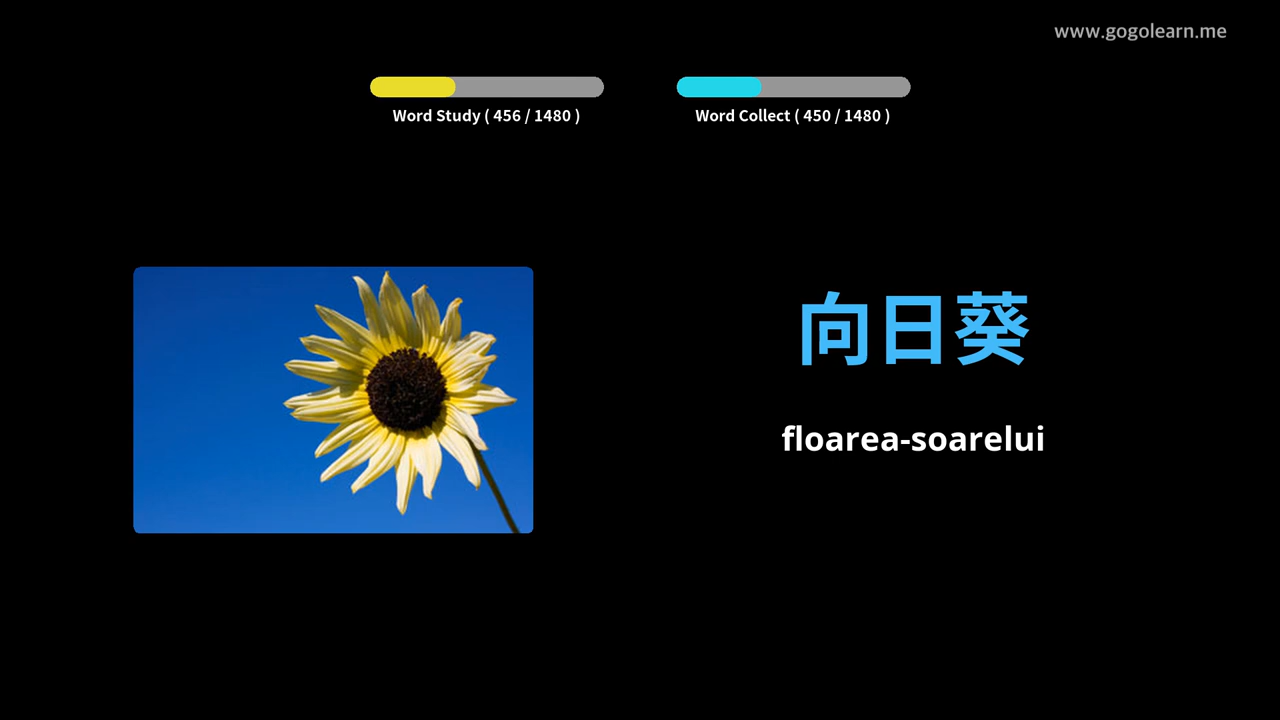 www.gogolearn.me
Word Study ( 456 / 1480 )
Word Collect ( 450 / 1480 )
向日葵
floarea-soarelui